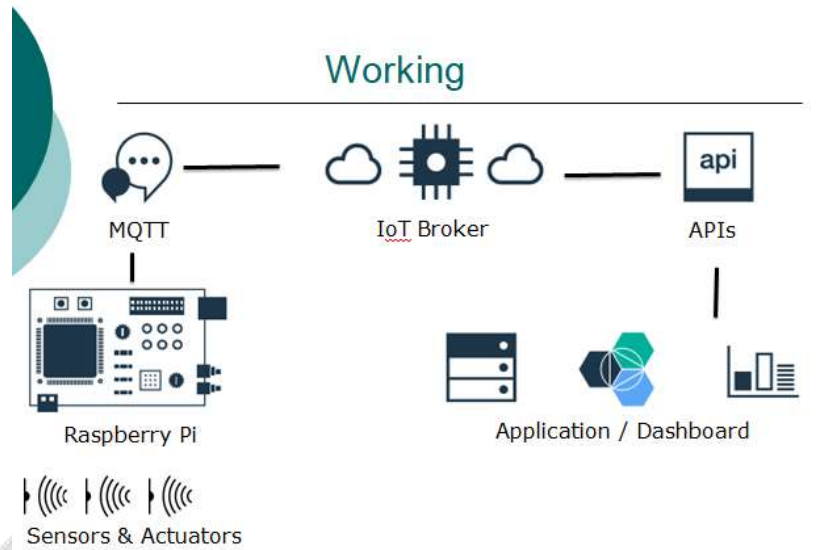 Working
api
MQTT
IoT Broker
APIs
Raspberry Pi
Application / Dashboard
Sensors & Actuators